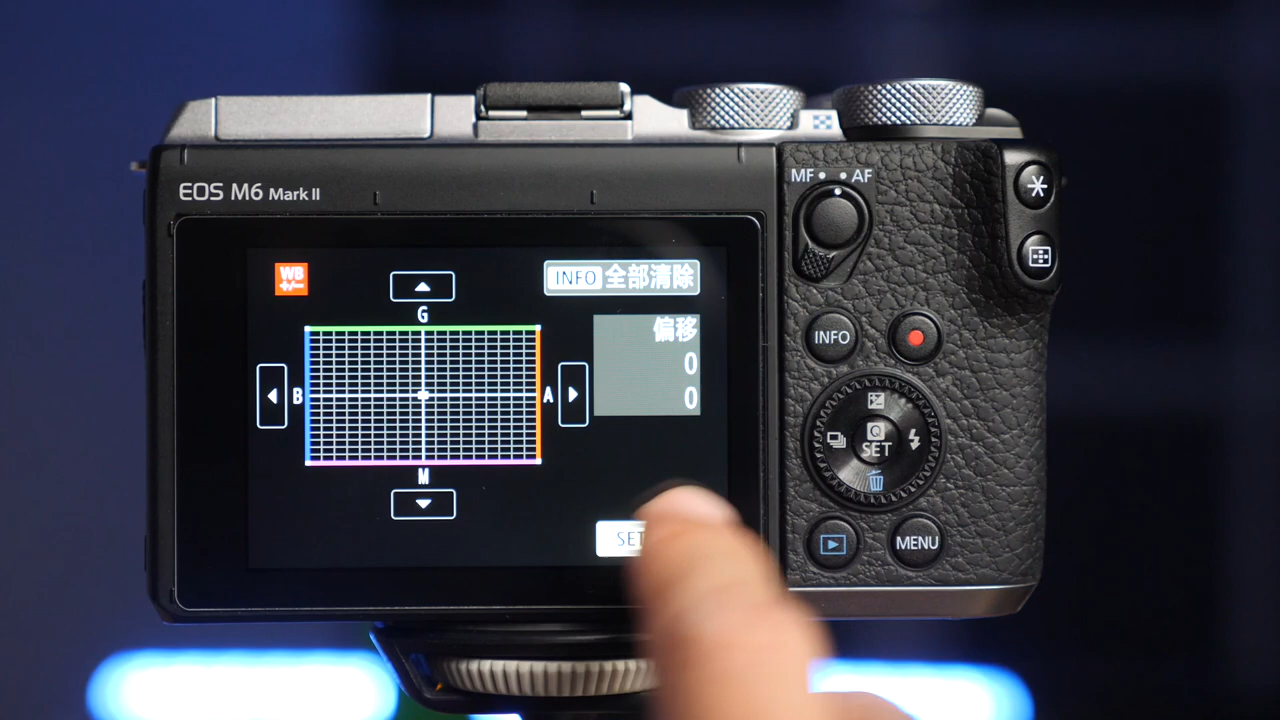 EOS M6 Mark II
MF AF
WB
+/-
INFO 全部清除
G
偏移
0
0
B
A
M
SET
INFO
Q
SET
MENU